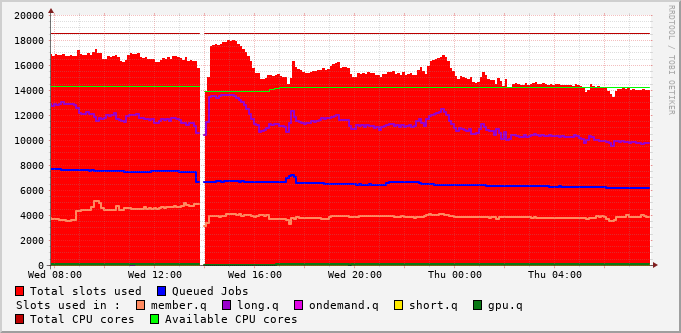 RRDTOOL / TOBI OETIKER
20000
18000
16000
14000
12000
10000
8000
6000
4000
2000
0
Wed 08:00 Wed 12:00 Wed 16:00 Wed 20:00 Thu 00:00 Thu 04:00
Total slots used Queued Jobs
Slots used in : member.q long.q ondemand.q short.q gpu.q
Total CPU cores Available CPU cores